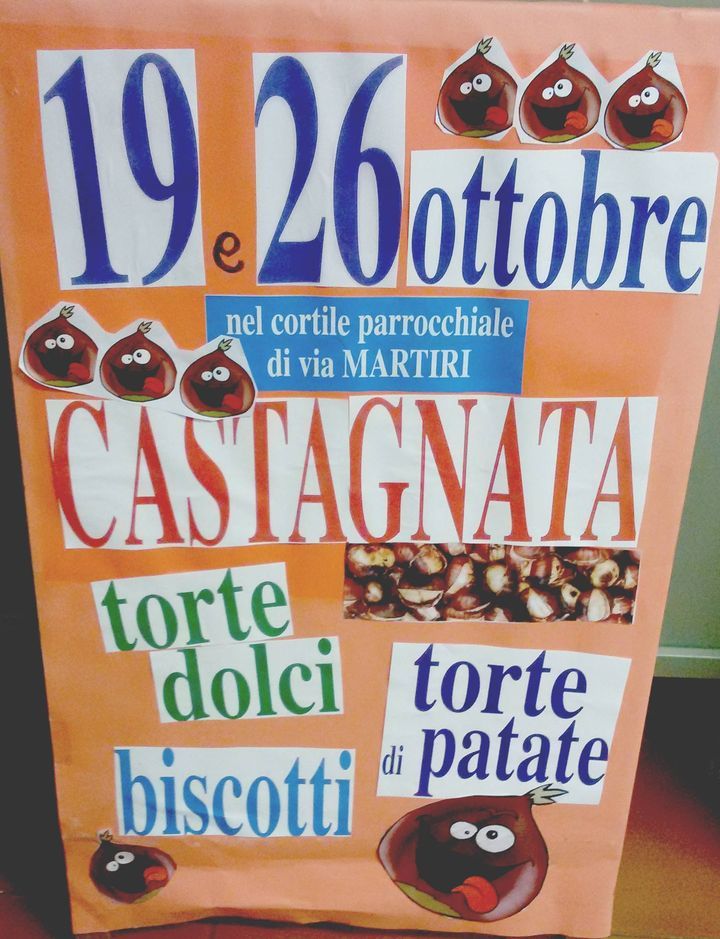 19 e 26 ottobre
nel cortile parrocchiale
di via MARTIRI
CASTAGNATA
torte
dolci
torte
di patate
biscotti